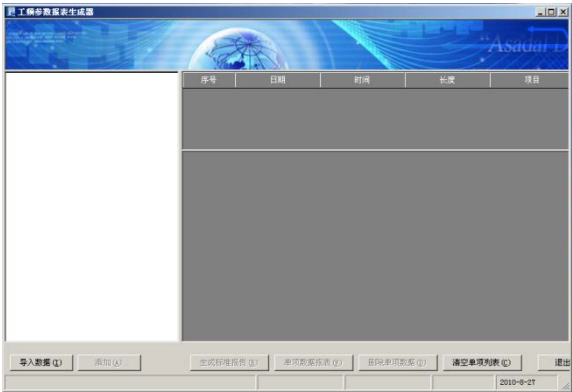 工频参数报表生成器
Asadal D
序号 日期 时间 长度 项目
导入数据(I) 添加(A)... 生成标准报告(R) 单项数据报表(V) 删除单项数据(D) 清空单项列表(C) 退出
2010-8-27